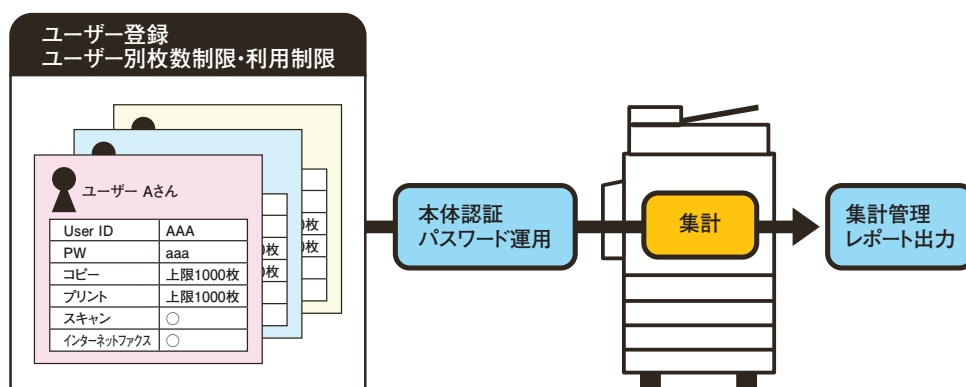 ユーザー登録
ユーザー別枚数制限・利用制限
ユーザー Aさん
User ID AAA
PW aaa
コピー 上限1000枚
プリント 上限1000枚
スキャン ○
インターネットファクス ○
本体認証
パスワード運用
集計
集計管理
レポート出力